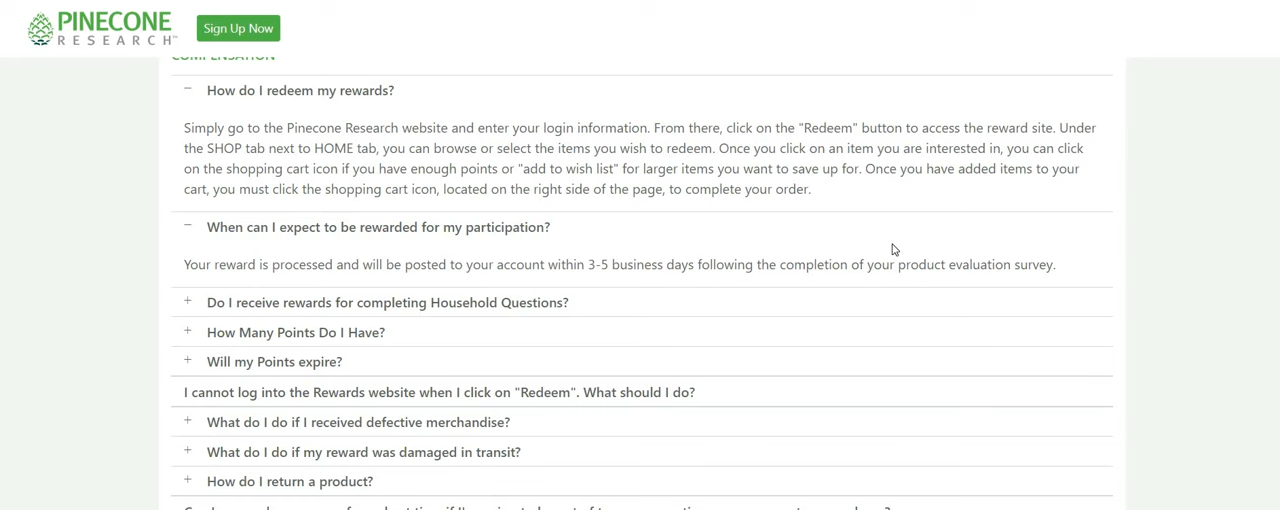 PINECONE
RESEARCH™
Sign Up Now
COMPENSATION
− How do I redeem my rewards?
Simply go to the Pinecone Research website and enter your login information. From there, click on the "Redeem" button to access the reward site. Under
the SHOP tab next to HOME tab, you can browse or select the items you wish to redeem. Once you click on an item you are interested in, you can click
on the shopping cart icon if you have enough points or "add to wish list" for larger items you want to save up for. Once you have added items to your
cart, you must click the shopping cart icon, located on the right side of the page, to complete your order.
− When can I expect to be rewarded for my participation?
Your reward is processed and will be posted to your account within 3-5 business days following the completion of your product evaluation survey.
+ Do I receive rewards for completing Household Questions?
+ How Many Points Do I Have?
+ Will my Points expire?
I cannot log into the Rewards website when I click on "Redeem". What should I do?
+ What do I do if I received defective merchandise?
+ What do I do if my reward was damaged in transit?
+ How do I return a product?